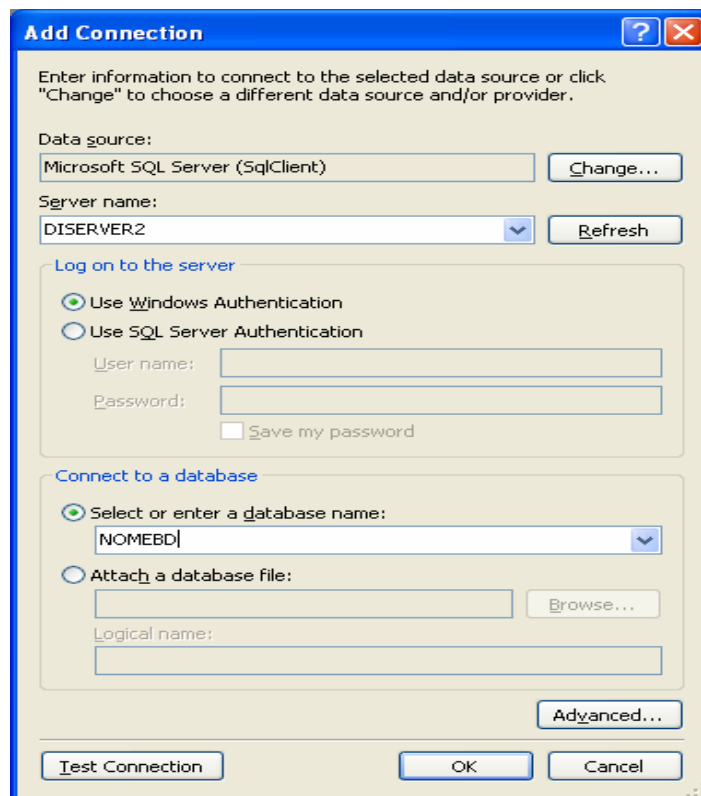 Add Connection
Enter information to connect to the selected data source or click
"Change" to choose a different data source and/or provider.
Data source:
Microsoft SQL Server (SqlClient)
Change...
Server name:
DISERVER2
Refresh
Log on to the server
Use Windows Authentication
Use SQL Server Authentication
User name:
Password:
Save my password
Connect to a database
Select or enter a database name:
NOMEBD
Attach a database file:
Browse...
Logical name:
Advanced...
Test Connection
OK
Cancel